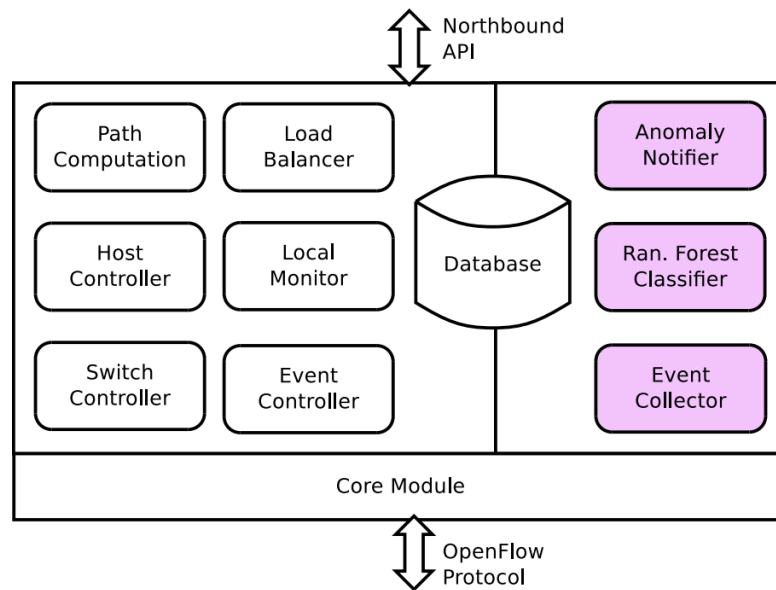 Northbound
API
Path
Computation
Load
Balancer
Anomaly
Notifier
Host
Controller
Local
Monitor
Database
Ran. Forest
Classifier
Switch
Controller
Event
Controller
Event
Collector
Core Module
OpenFlow
Protocol